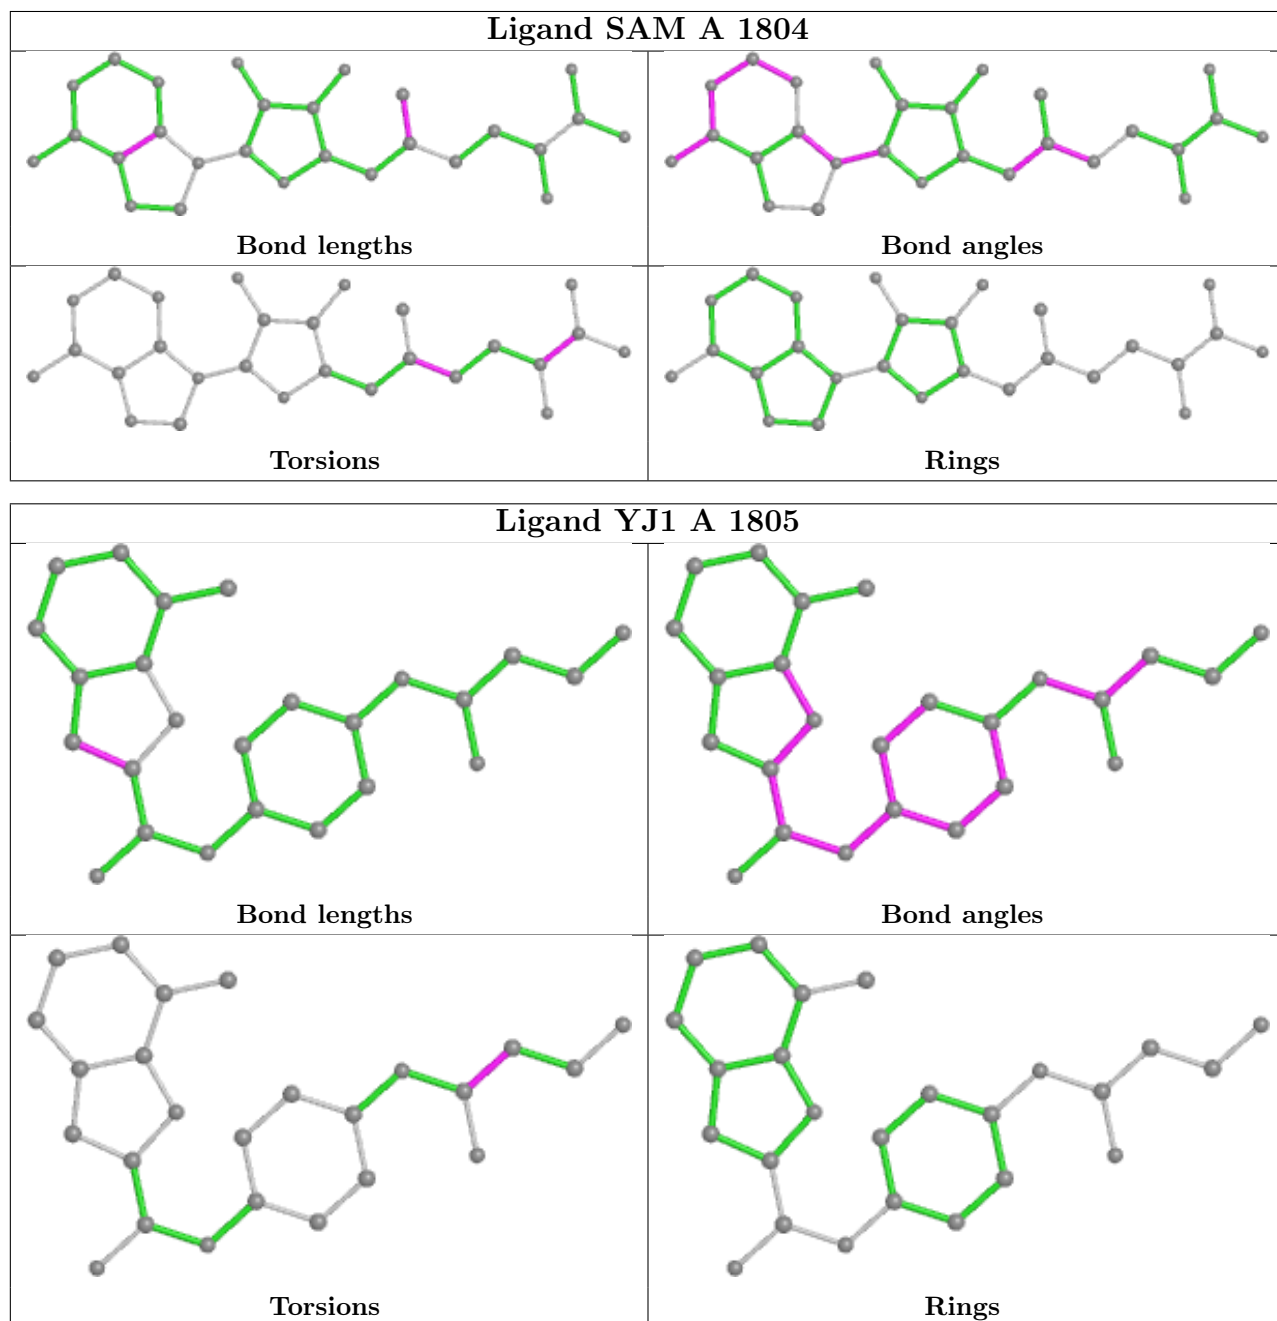 Ligand SAM A 1804
Bond lengths
Bond angles
Torsions
Rings
Ligand YJ1 A 1805
Bond lengths
Bond angles
Torsions
Rings